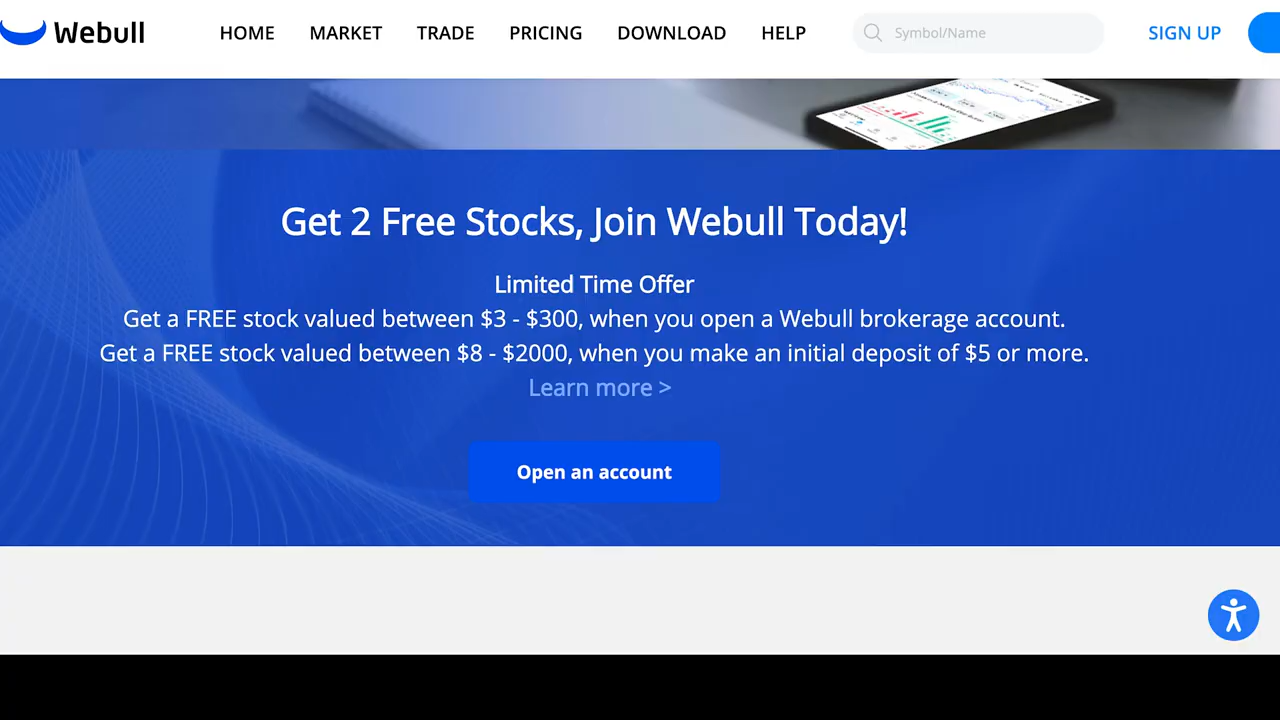 Webull
HOME MARKET TRADE PRICING DOWNLOAD HELP Symbol/Name SIGN UP
Get 2 Free Stocks, Join Webull Today!
Limited Time Offer
Get a FREE stock valued between $3 - $300, when you open a Webull brokerage account.
Get a FREE stock valued between $8 - $2000, when you make an initial deposit of $5 or more.
Learn more >
Open an account